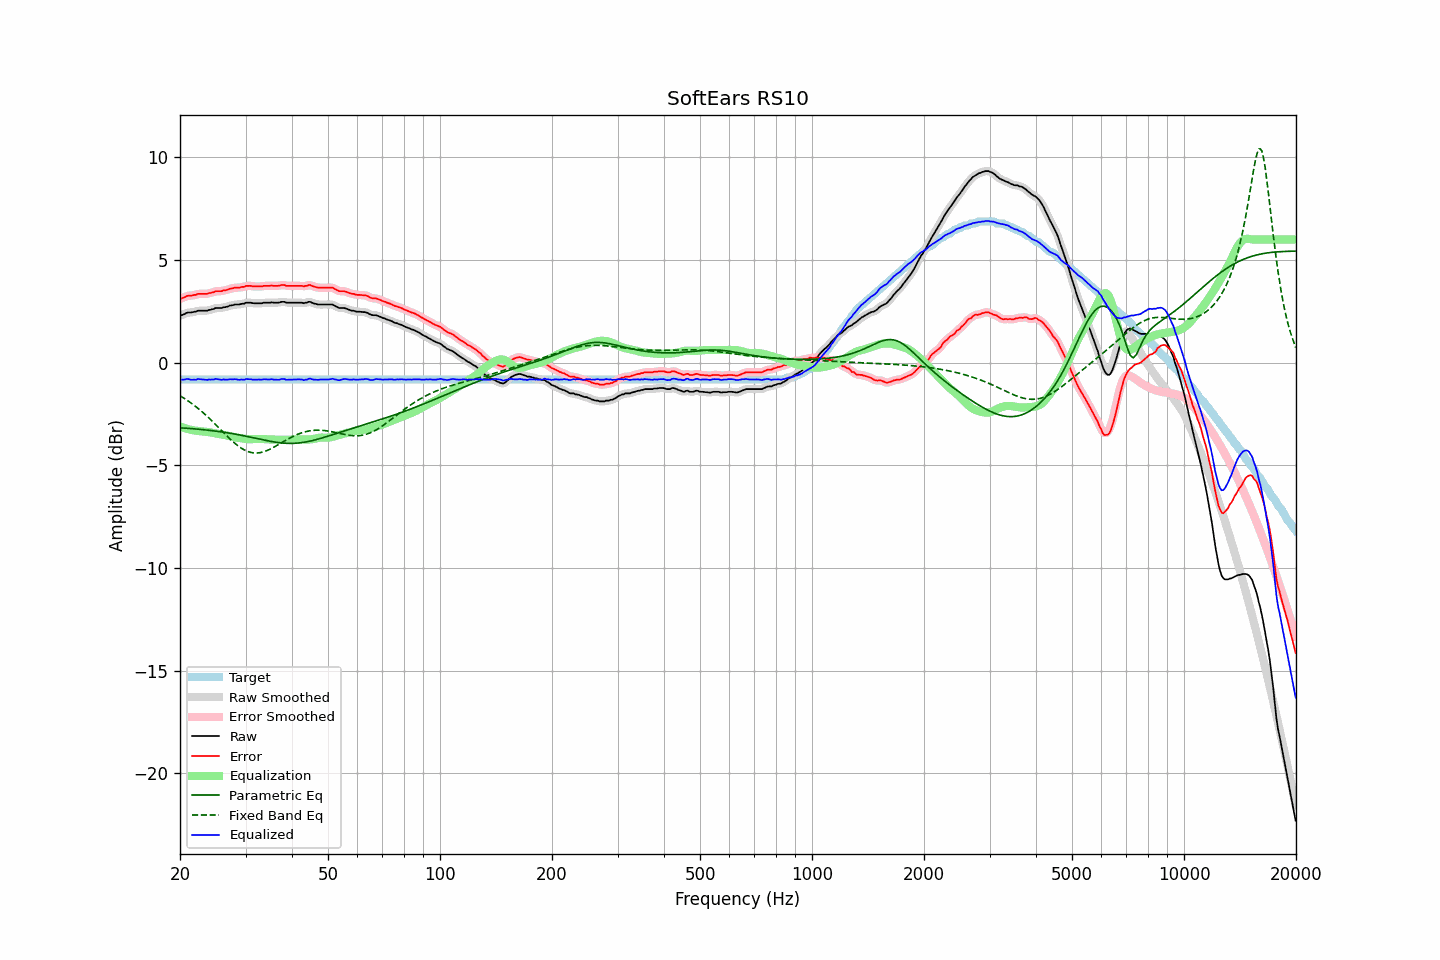 SoftEars RS10
Amplitude (dBr)
10
5
0
−5
−10
−15
−20
Target
Raw Smoothed
Error Smoothed
Raw
Error
Equalization
Parametric Eq
Fixed Band Eq
Equalized
20 50 100 200 500 1000 2000 5000 10000 20000
Frequency (Hz)